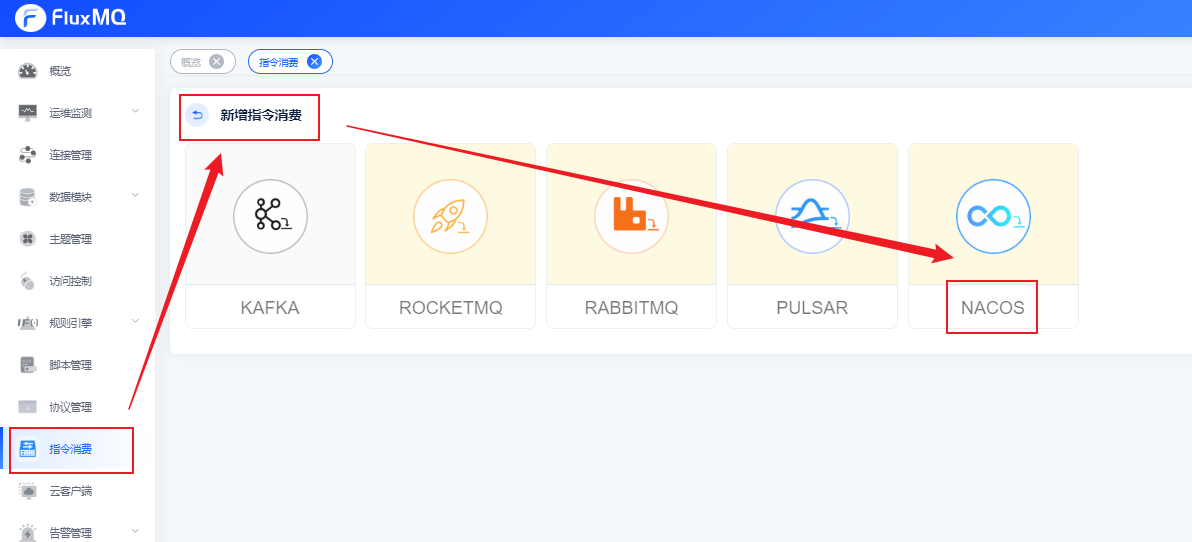 FluxMQ
概览
运维监测
连接管理
数据模块
主题管理
访问控制
规则引擎
脚本管理
协议管理
指令消费
云客户端
告警管理
概览
指令消费
新增指令消费
KAFKA
ROCKETMQ
RABBITMQ
PULSAR
NACOS